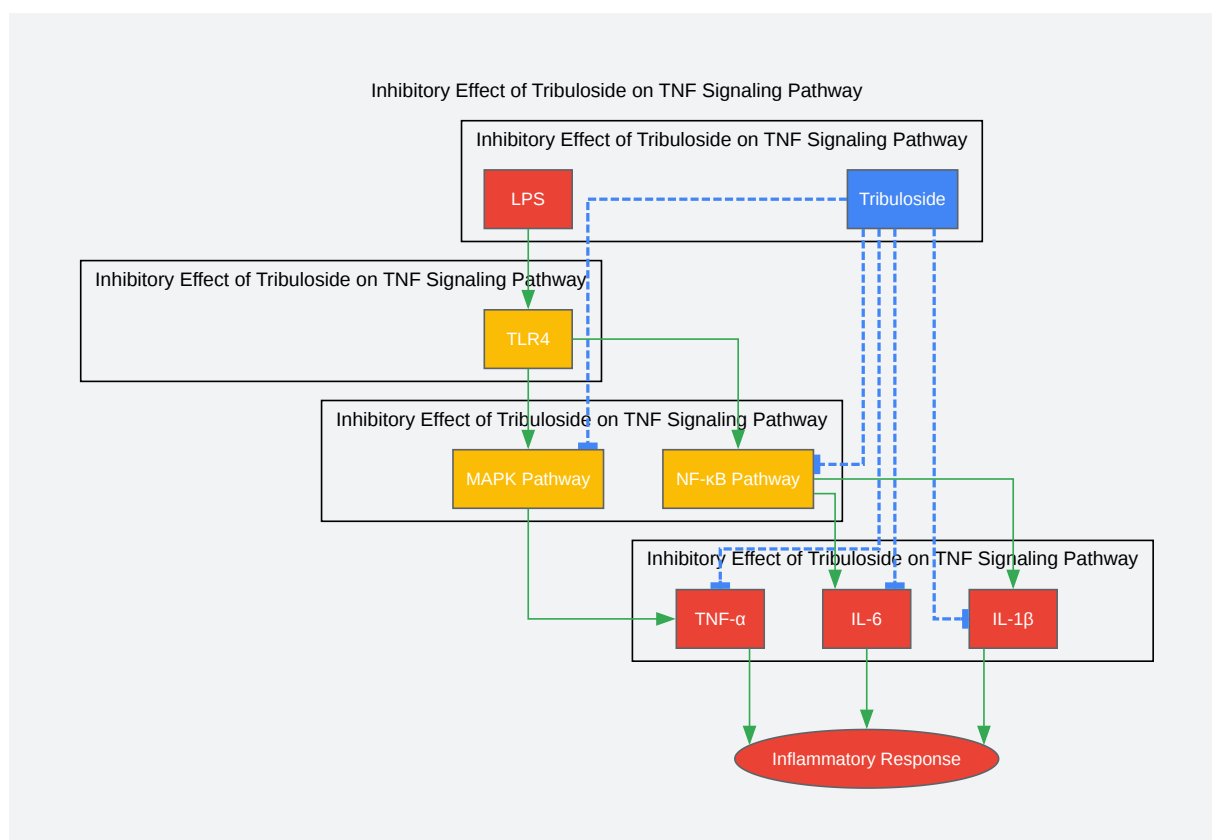 Inhibitory Effect of Tribuloside on TNF Signaling Pathway
Inhibitory Effect of Tribuloside on TNF Signaling Pathway
LPS
Tribuloside
Inhibitory Effect of Tribuloside on TNF Signaling Pathway
TLR4
Inhibitory Effect of Tribuloside on TNF Signaling Pathway
MAPK Pathway
NF-κB Pathway
Inhibitory Effect of Tribuloside on TNF Signaling Pathway
TNF-α
IL-6
IL-1β
Inflammatory Response